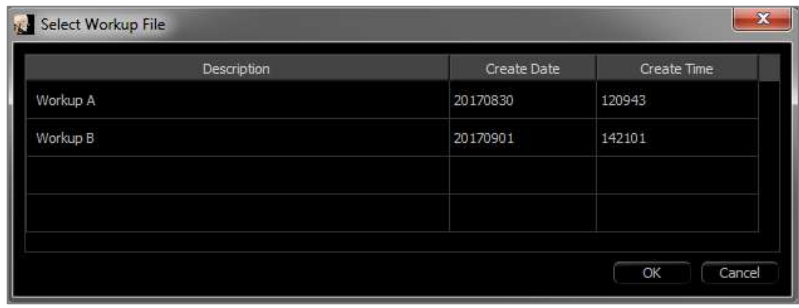 Select Workup File
Description Create Date Create Time
Workup A 20170830 120943
Workup B 20170901 142101
OK Cancel